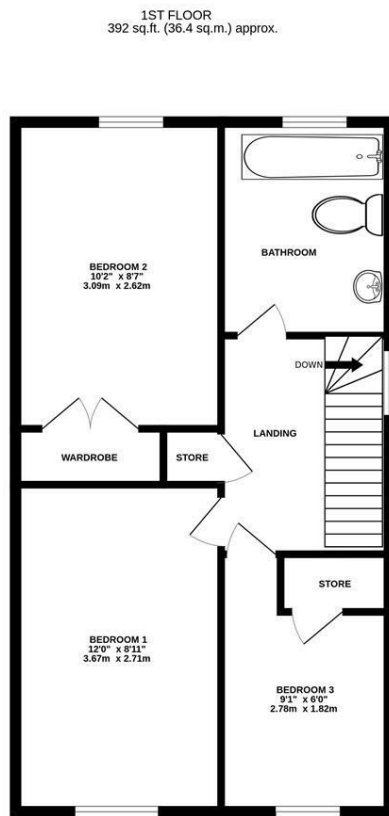 1ST FLOOR
392 sq.ft. (36.4 sq.m.) approx.
BEDROOM 2
10'2" x 8'7"
3.09m x 2.62m
BATHROOM
DOWN
LANDING
WARDROBE
STORE
STORE
BEDROOM 1
12'0" x 8'11"
3.67m x 2.71m
BEDROOM 3
9'1" x 6'0"
2.78m x 1.82m